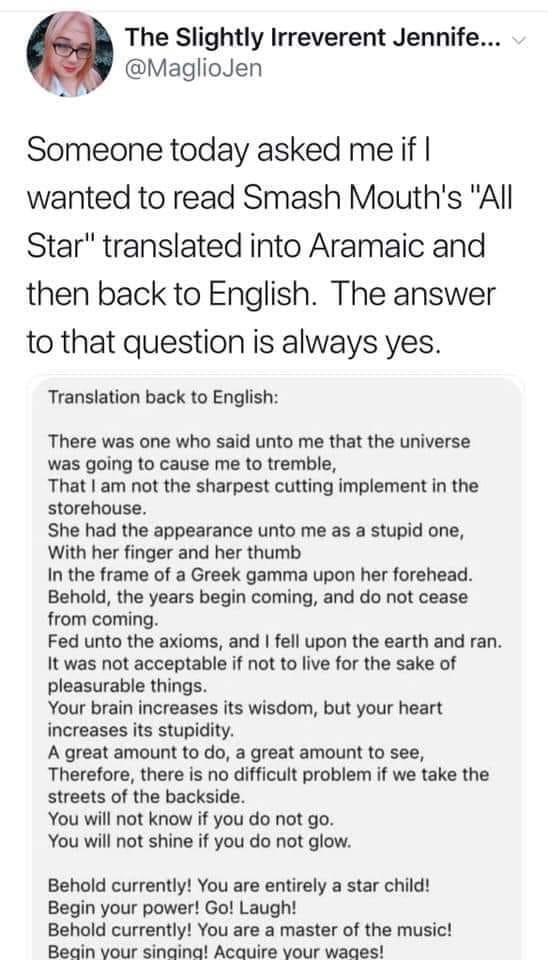 The Slightly Irreverent Jennife...
@MaglioJen
Someone today asked me if I
wanted to read Smash Mouth's "All
Star" translated into Aramaic and
then back to English. The answer
to that question is always yes.
Translation back to English:
There was one who said unto me that the universe
was going to cause me to tremble,
That I am not the sharpest cutting implement in the
storehouse.
She had the appearance unto me as a stupid one,
With her finger and her thumb
In the frame of a Greek gamma upon her forehead.
Behold, the years begin coming, and do not cease
from coming.
Fed unto the axioms, and I fell upon the earth and ran.
It was not acceptable if not to live for the sake of
pleasurable things.
Your brain increases its wisdom, but your heart
increases its stupidity.
A great amount to do, a great amount to see,
Therefore, there is no difficult problem if we take the
streets of the backside.
You will not know if you do not go.
You will not shine if you do not glow.
Behold currently! You are entirely a star child!
Begin your power! Go! Laugh!
Behold currently! You are a master of the music!
Begin your singing! Acquire your wages!